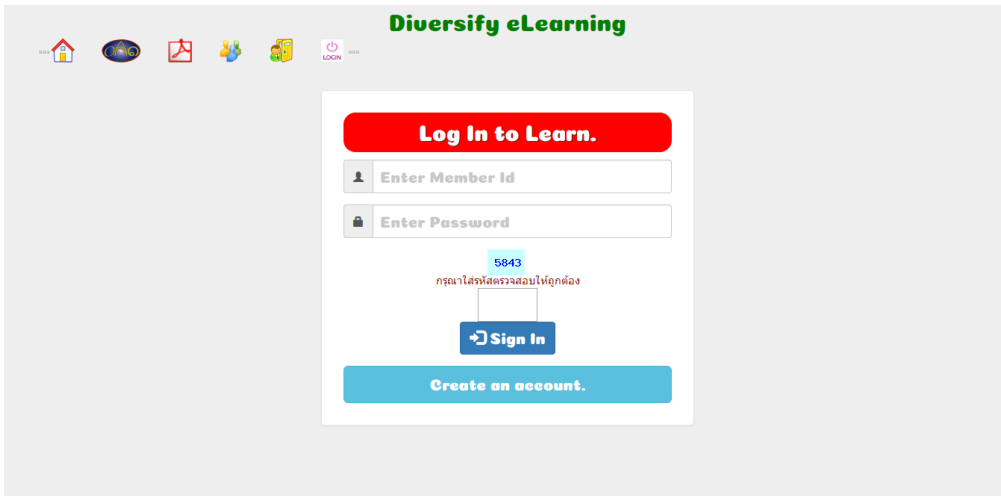 Diversify eLearning
LOGIN
Log In to Learn.
Enter Member Id
Enter Password
5843
กรุณาใส่รหัสตรวจสอบให้ถูกต้อง
Sign In
Create an account.